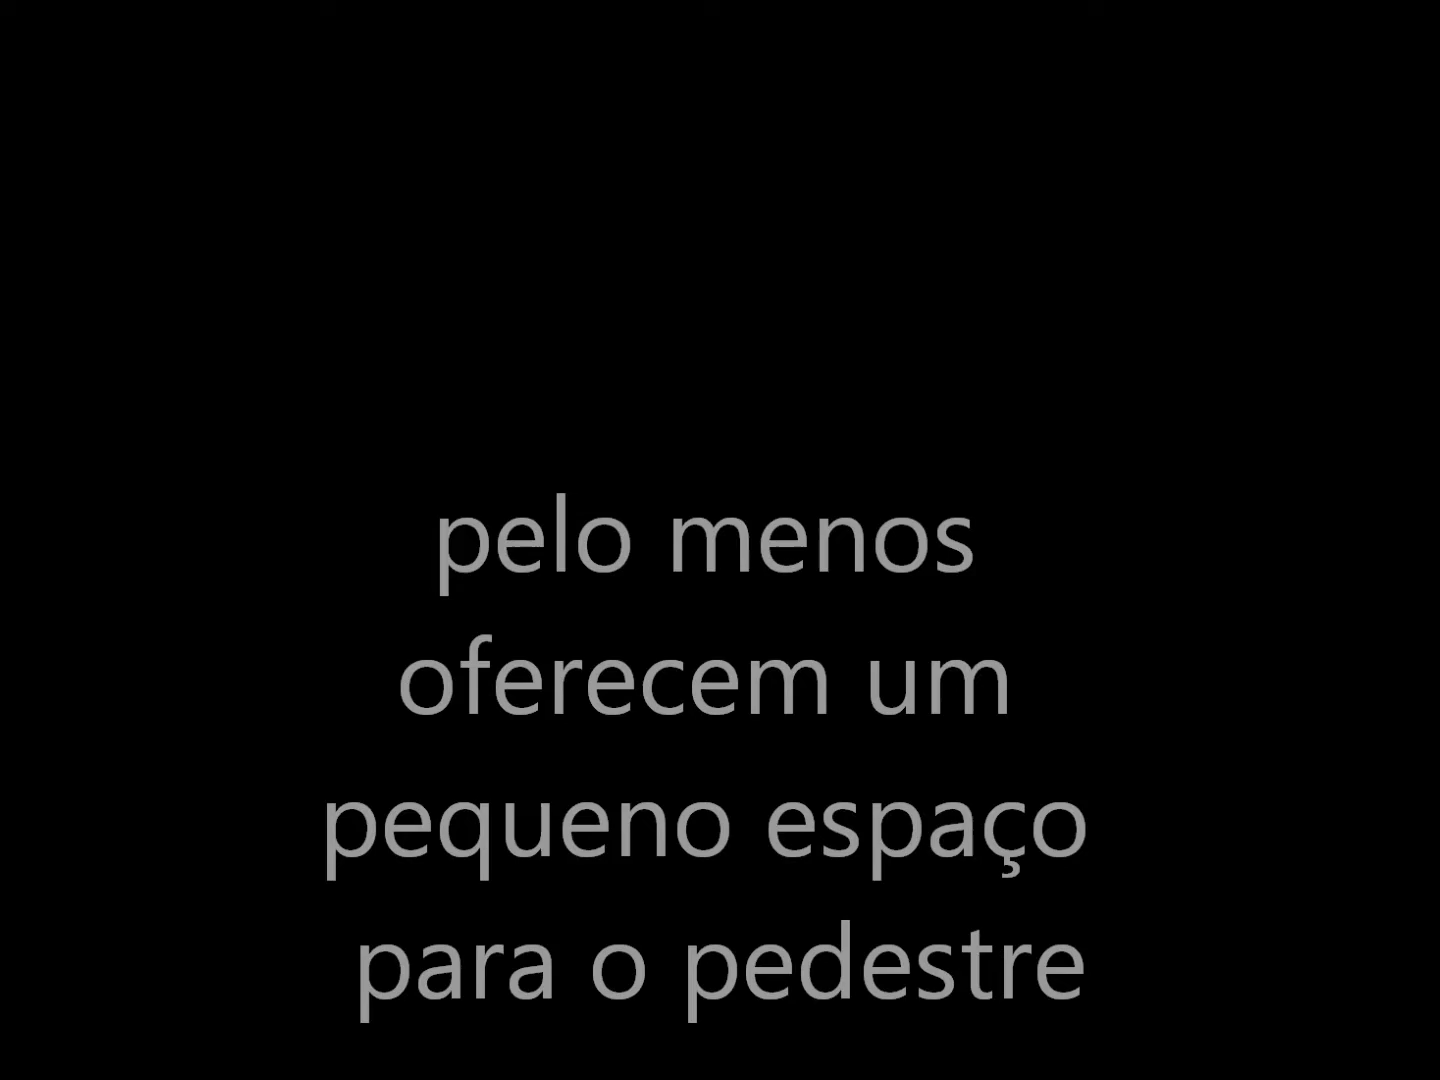 pelo menos
oferecem um
pequeno espaço
para o pedestre